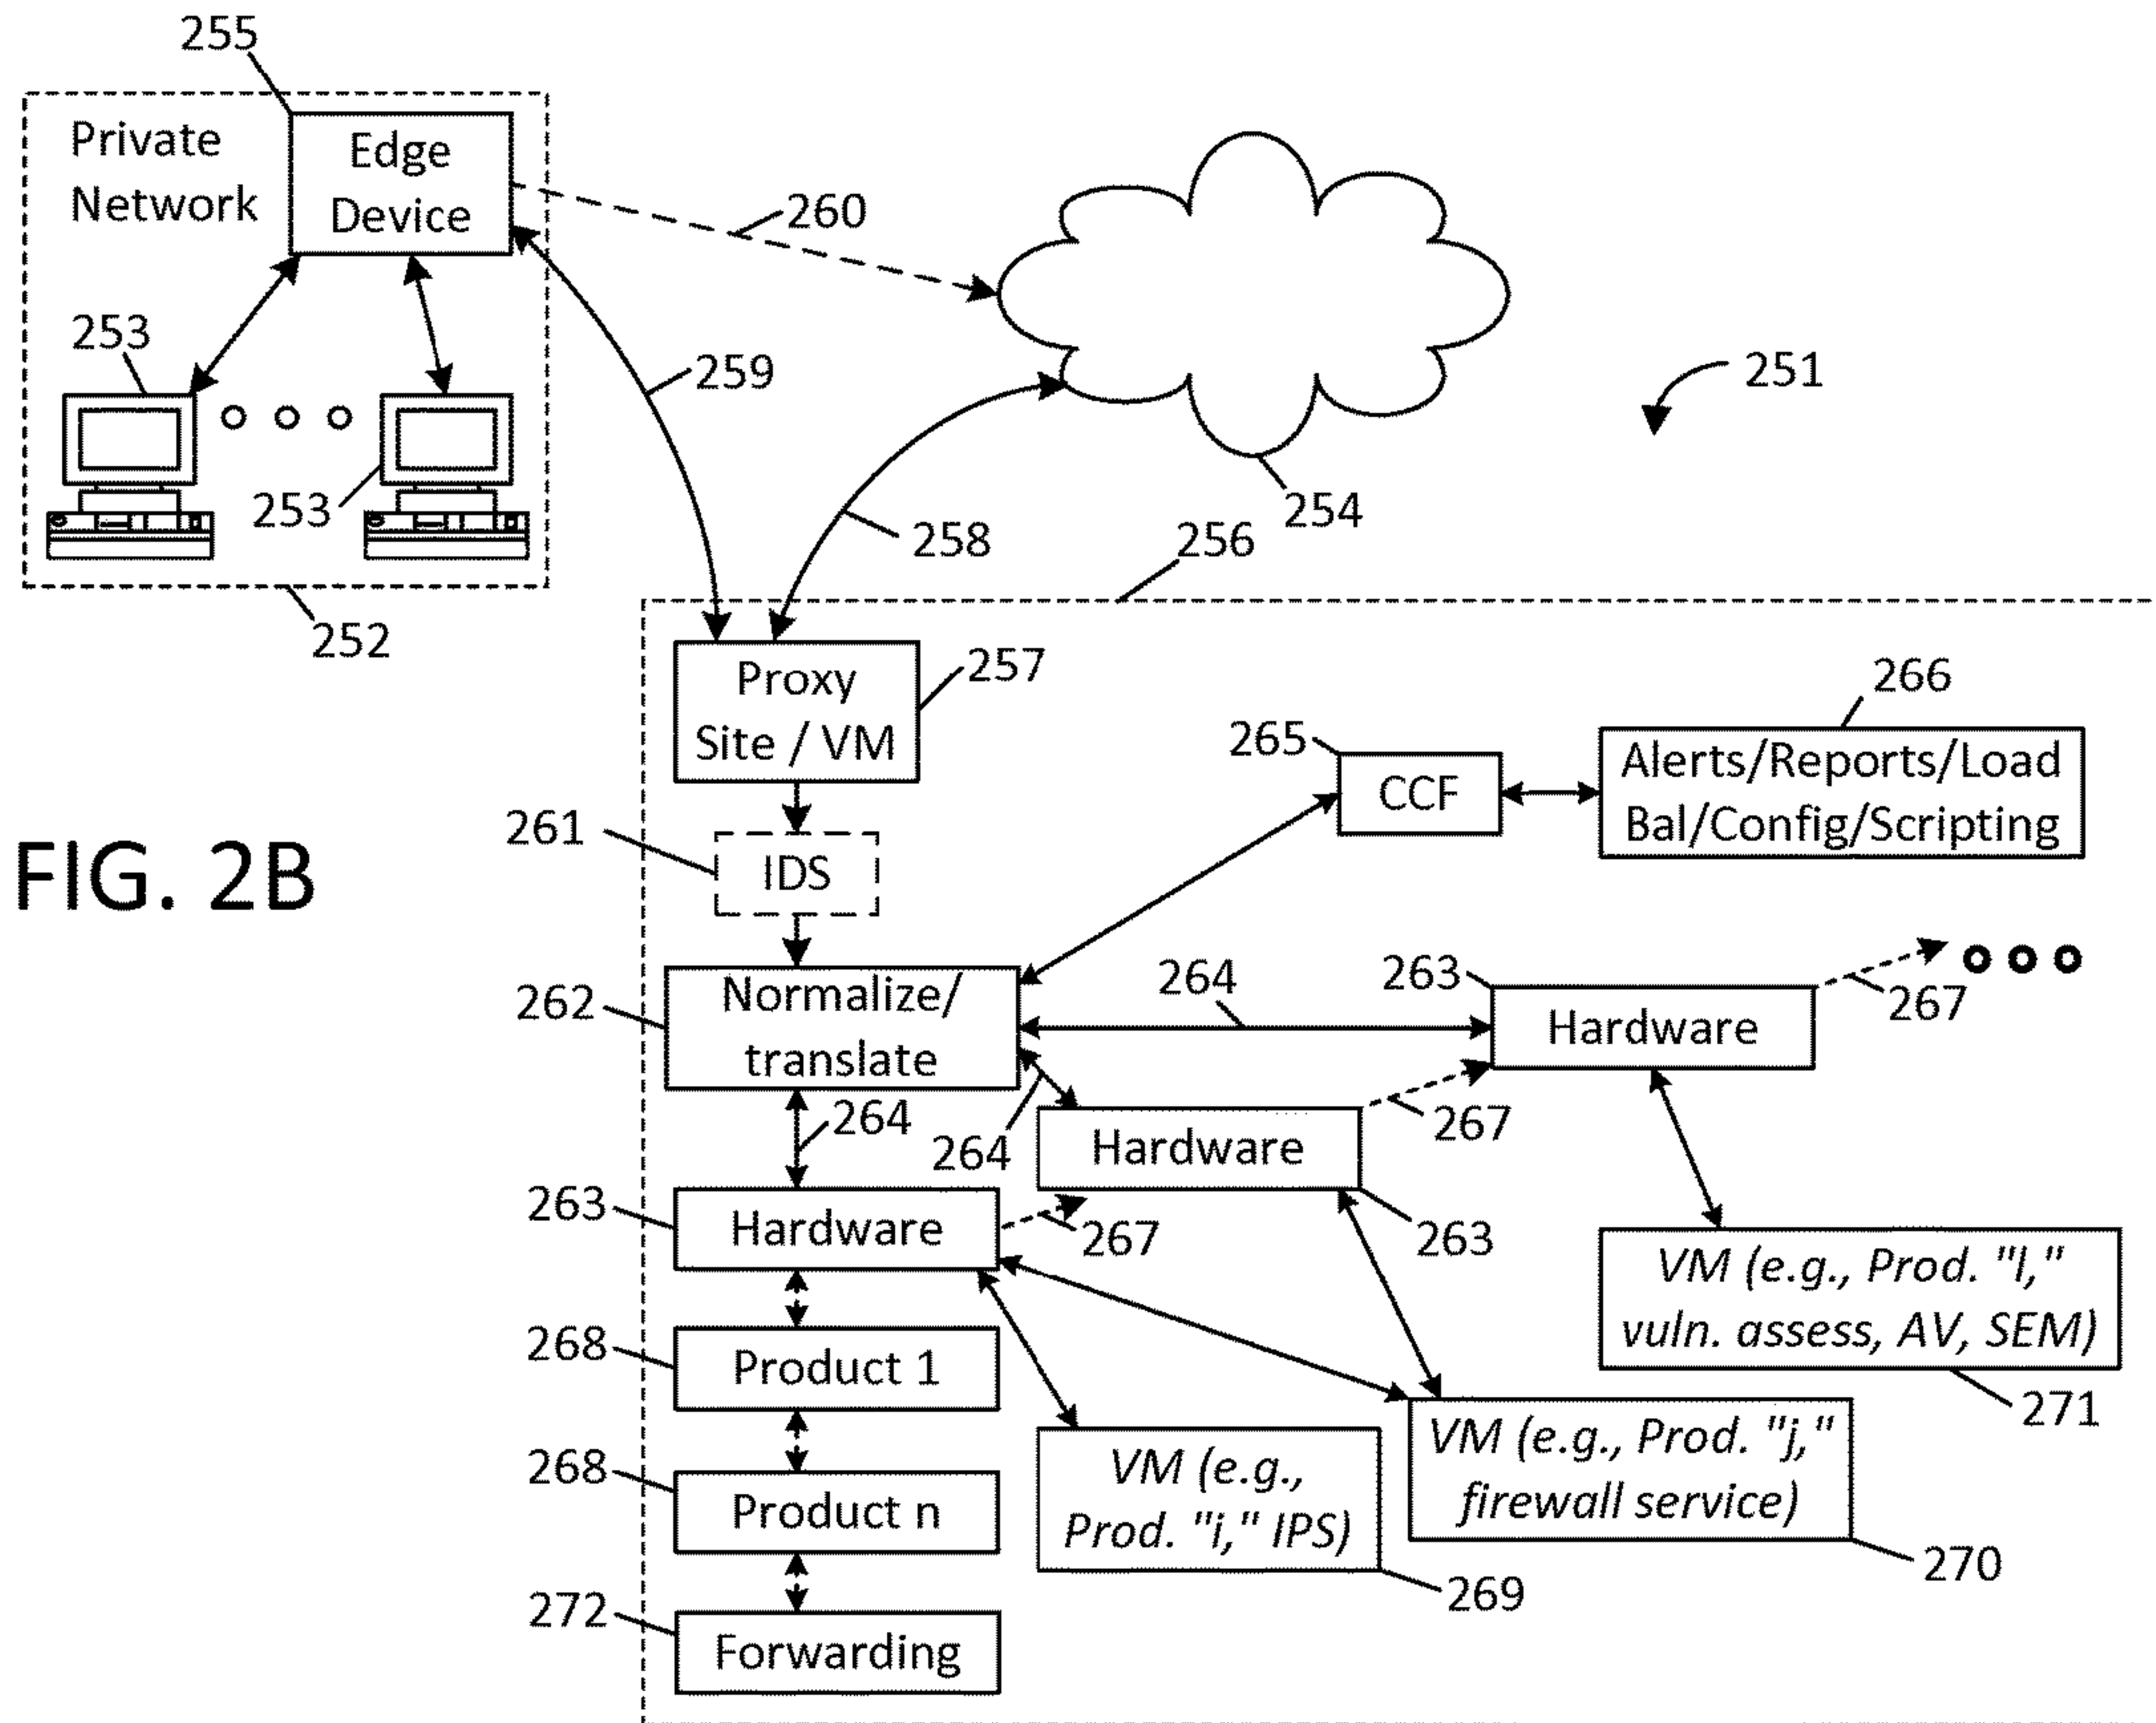 255
Private
Network
Edge
Device
260
253
259
251
253
254
258
256
252
Proxy
Site / VM
257
266
265
CCF
Alerts/Reports/Load
Bal/Config/Scripting
261
IDS
FIG. 2B
262
Normalize/
translate
264
263
Hardware
267
264
264
Hardware
267
263
Hardware
267
263
VM (e.g., Prod. "l,"
vuln. assess, AV, SEM)
271
268
Product 1
VM (e.g., Prod. "j,"
firewall service)
270
268
Product n
VM (e.g.,
Prod. "i," IPS)
269
272
Forwarding